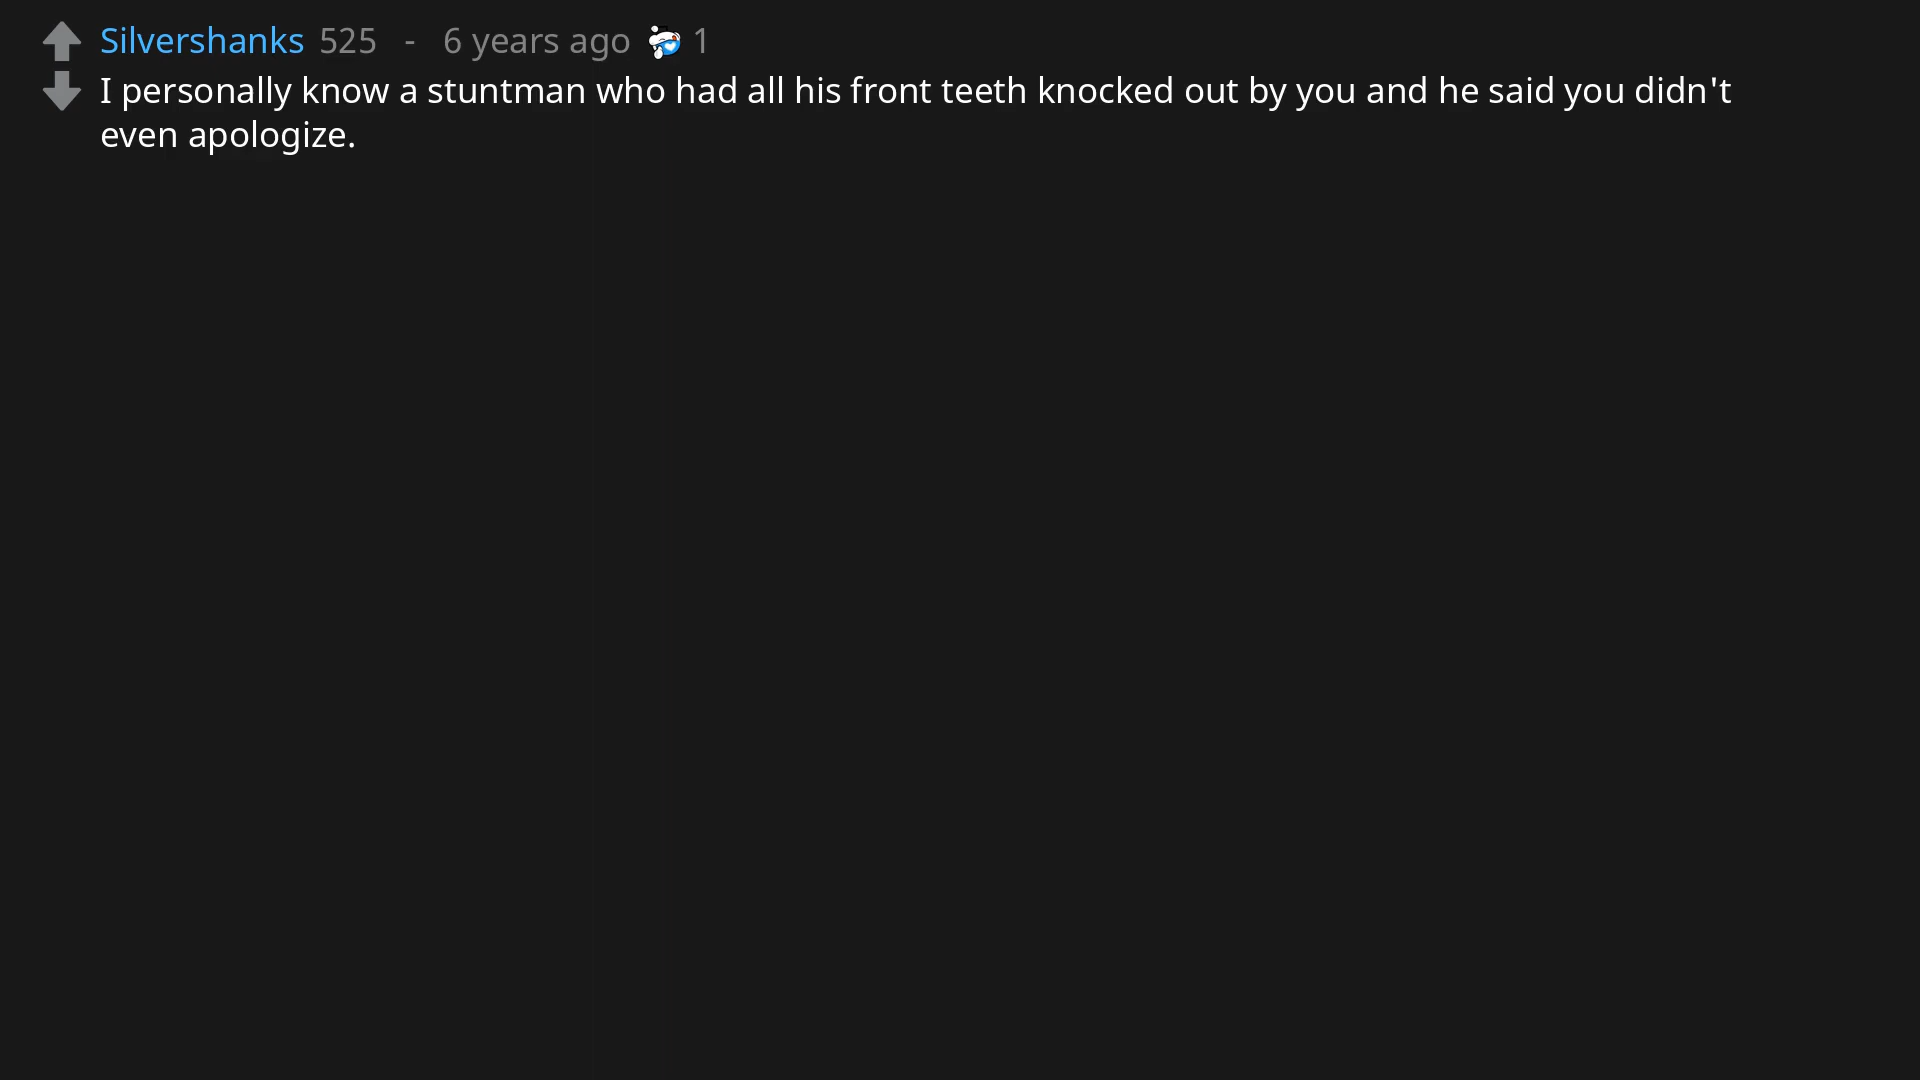 Silvershanks 525 - 6 years ago 1
I personally know a stuntman who had all his front teeth knocked out by you and he said you didn't
even apologize.